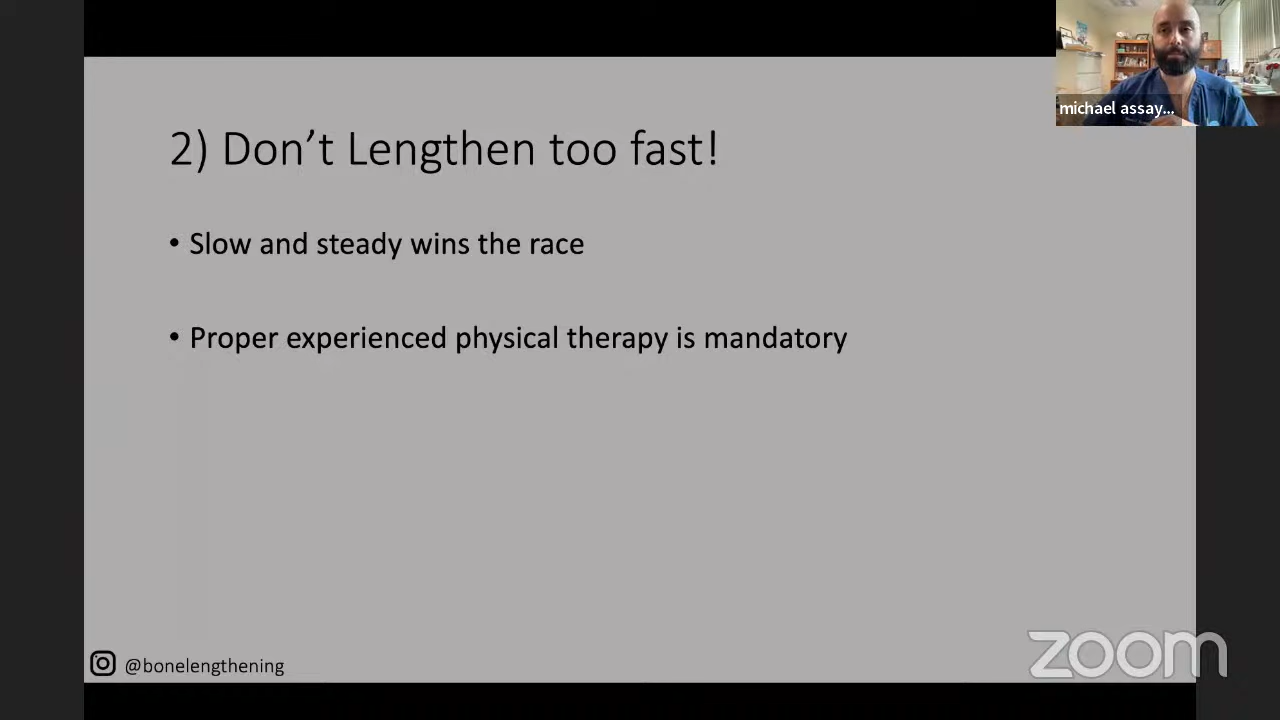 michael assay...
2) Don't Lengthen too fast!
• Slow and steady wins the race
• Proper experienced physical therapy is mandatory
@bonelengthening
zoom